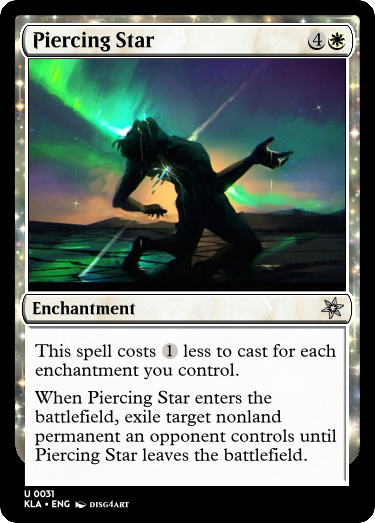 Piercing Star 4
Enchantment
This spell costs 1 less to cast for each
enchantment you control.
When Piercing Star enters the
battlefield, exile target nonland
permanent an opponent controls until
Piercing Star leaves the battlefield.
U 0031
KLA • ENG DISG4ART